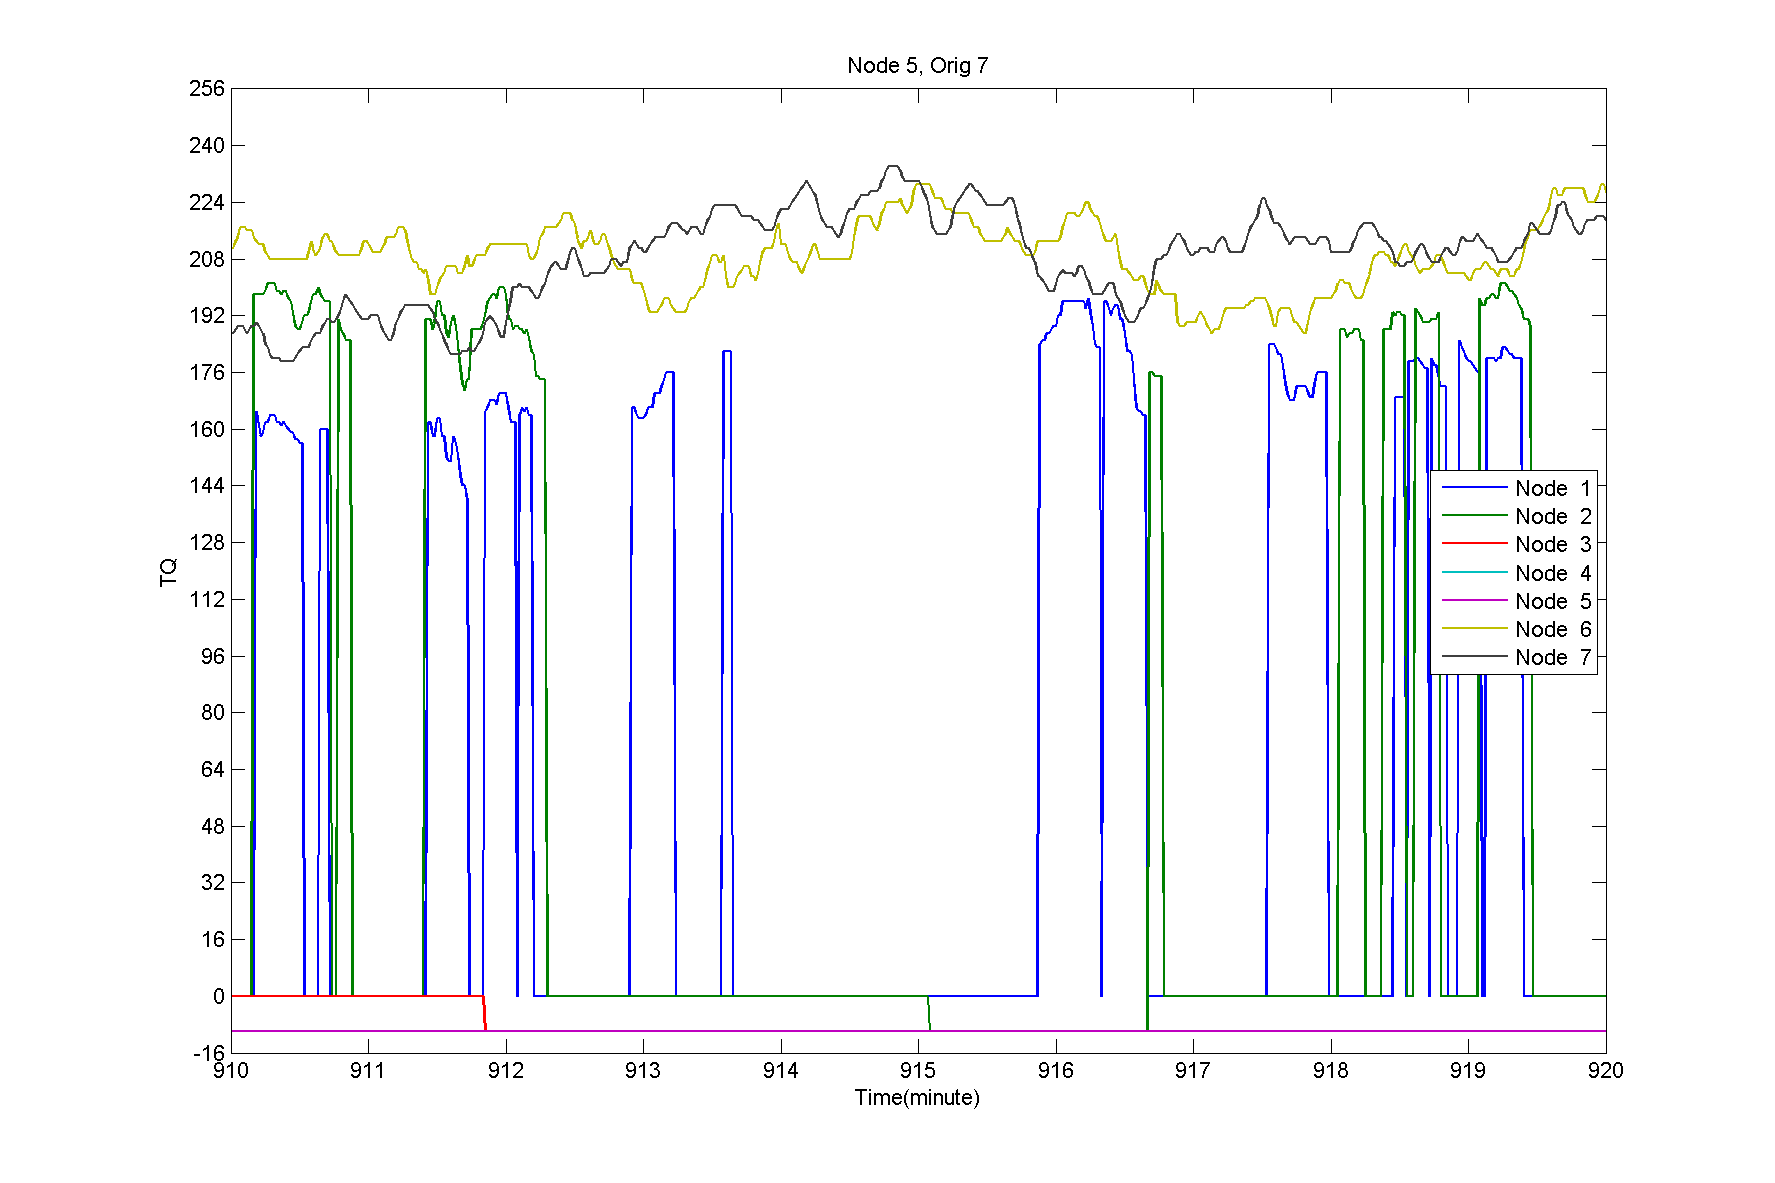 Node 5, Orig 7
256
240
224
208
192
176
160
144
128
112
96
80
64
48
32
16
0
-16
TQ
Node 1
Node 2
Node 3
Node 4
Node 5
Node 6
Node 7
910 911 912 913 914 915 916 917 918 919 920
Time(minute)